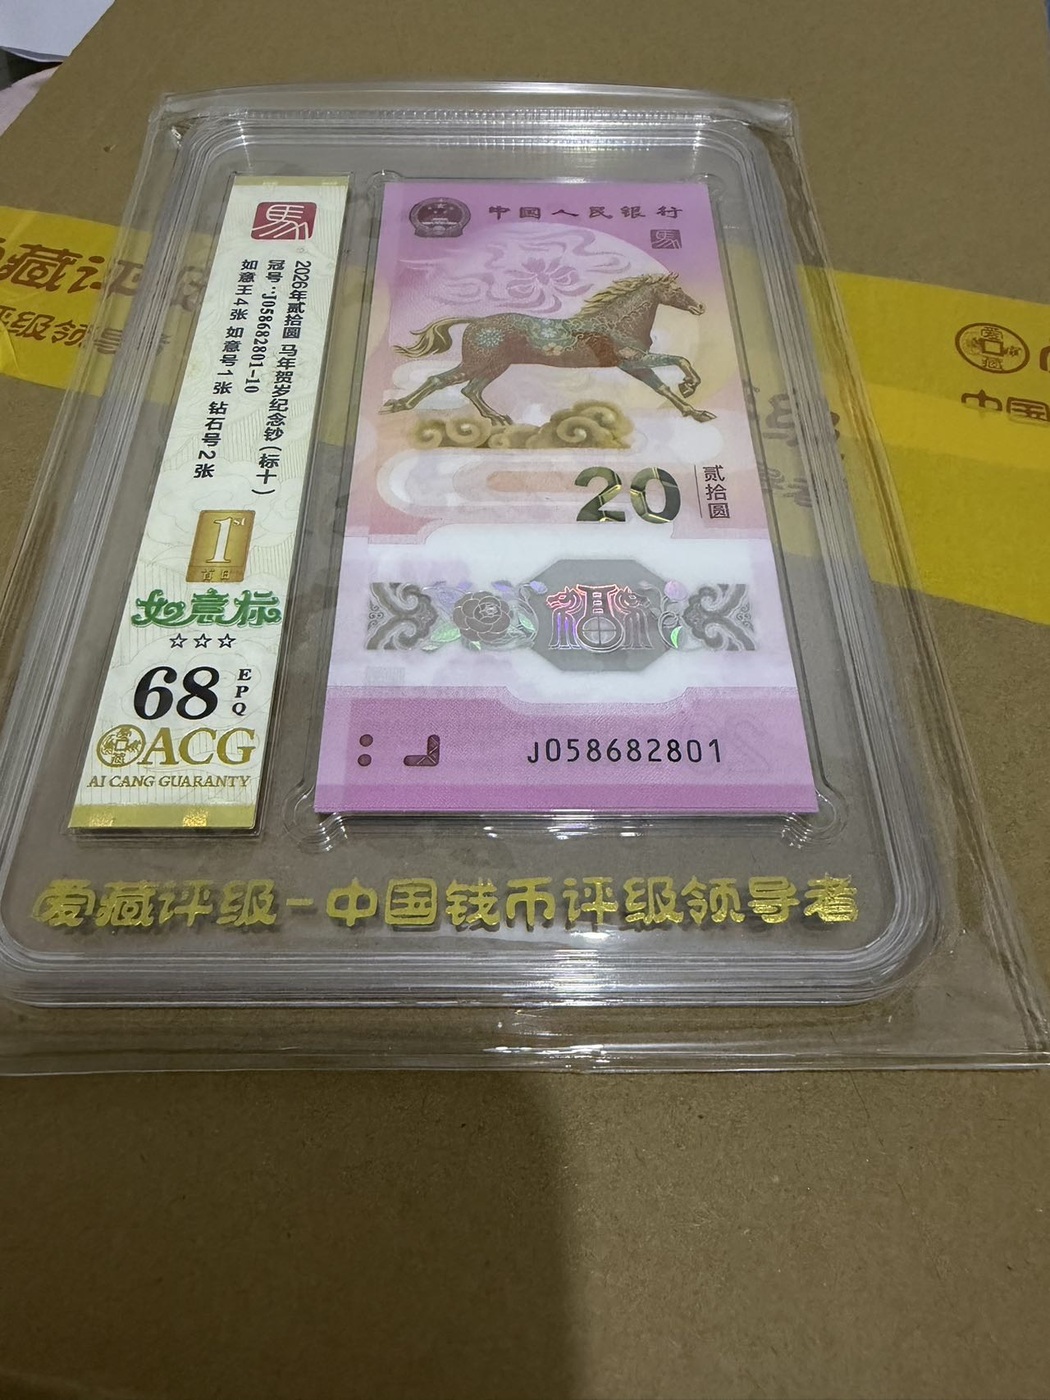 藏评
评级领导
中国
馬
2026年贰拾圆 马年贺岁纪念钞（标十）
冠号：J058682801-10
如意王4张 如意号1张 钻石号2张
1st
首日
如意标
☆☆☆
68 EPQ
爱藏 ACG
AI CANG GUARANTY
中国人民银行
馬
20 贰拾圆
J058682801
爱藏评级-中国钱币评级领导者